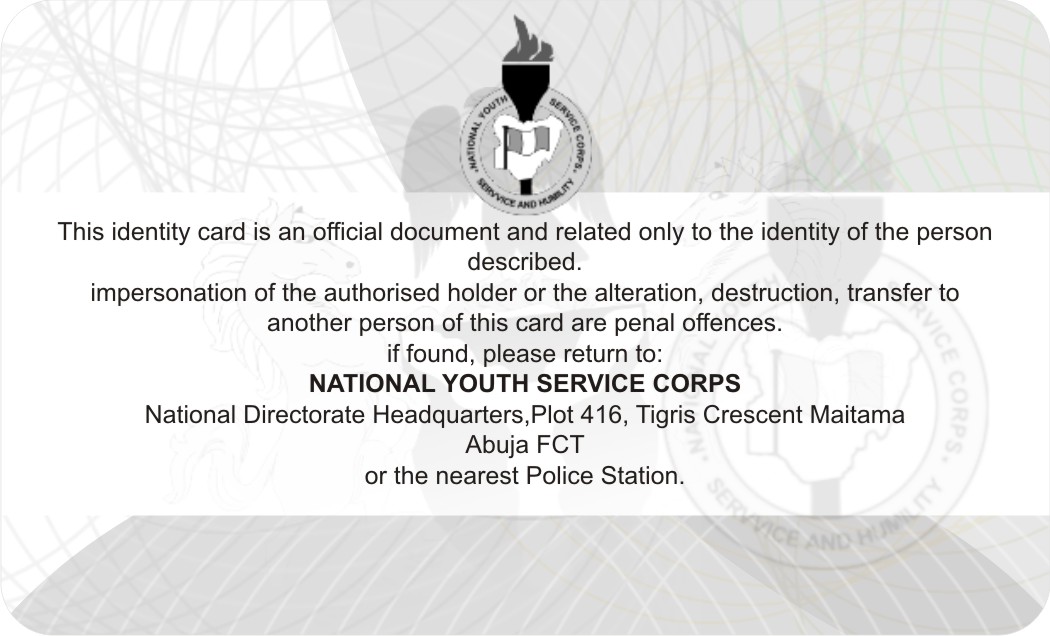 NATIONAL YOUTH SERVICE CORPS
SERVVICE AND HUMILITY
This identity card is an official document and related only to the identity of the person
described.
impersonation of the authorised holder or the alteration, destruction, transfer to
another person of this card are penal offences.
if found, please return to:
NATIONAL YOUTH SERVICE CORPS
National Directorate Headquarters,Plot 416, Tigris Crescent Maitama
Abuja FCT
or the nearest Police Station.
NATIONAL YOUTH SERVICE CORPS
SERVVICE AND HUMILITY